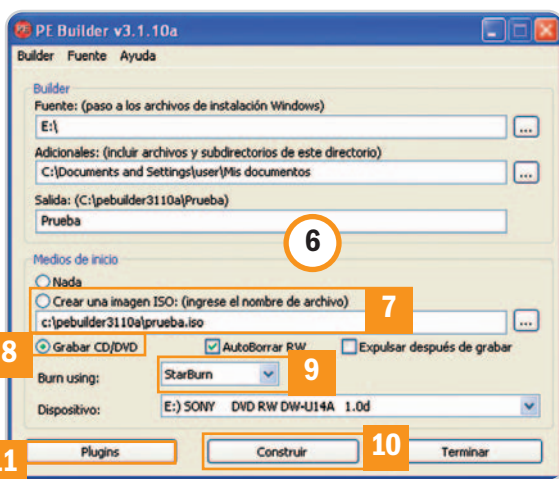 PE Builder v3.1.10a
Builder Fuente Ayuda
Builder
Fuente: (paso a los archivos de instalación Windows)
E:\
...
Adicionales: (incluir archivos y subdirectorios de este directorio)
C:\Documents and Settings\user\Mis documentos
...
Salida: (C:\pebuilder3110a\Prueba)
Prueba
6
Medios de inicio
Nada
Crear una imagen ISO: (ingrese el nombre de archivo)
7
c:\pebuilder3110a\prueba.iso
...
8
Grabar CD/DVD AutoBorrar RW Expulsar después de grabar
Burn using: StarBurn
9
Dispositivo: E:) SONY DVD RW DW-U14A 1.0d
Plugins Construir Terminar
10
11